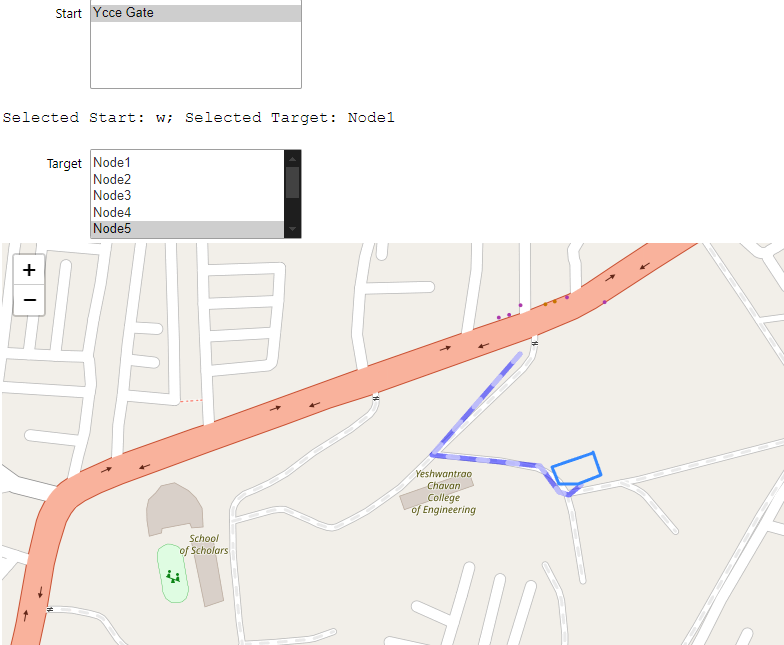 Start
Ycce Gate
Selected Start: w; Selected Target: Node1
Target
Node1
Node2
Node3
Node4
Node5
+
−
Yeshwantrao
Chavan
College
of Engineering
School
of Scholars